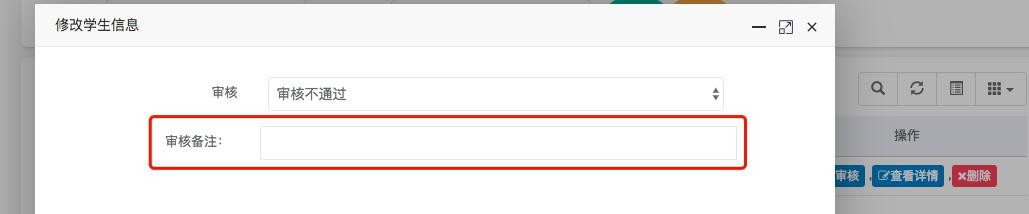 修改学生信息
审核
审核不通过
审核备注：
操作
审核 , 查看详情 , 删除